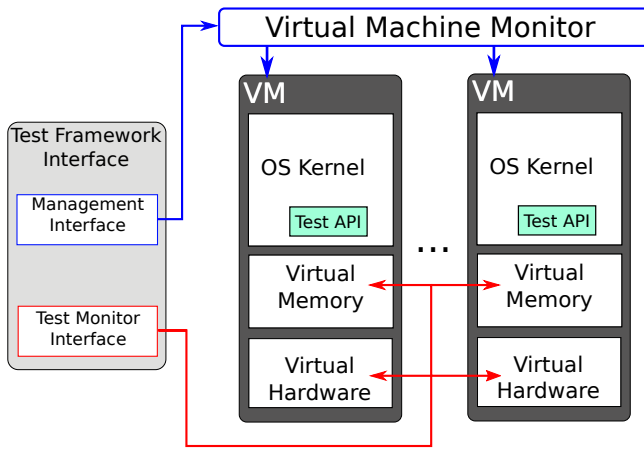 Virtual Machine Monitor
Test Framework
Interface
Management
Interface
Test Monitor
Interface
VM
OS Kernel
Test API
Virtual
Memory
Virtual
Hardware
...
VM
OS Kernel
Test API
Virtual
Memory
Virtual
Hardware